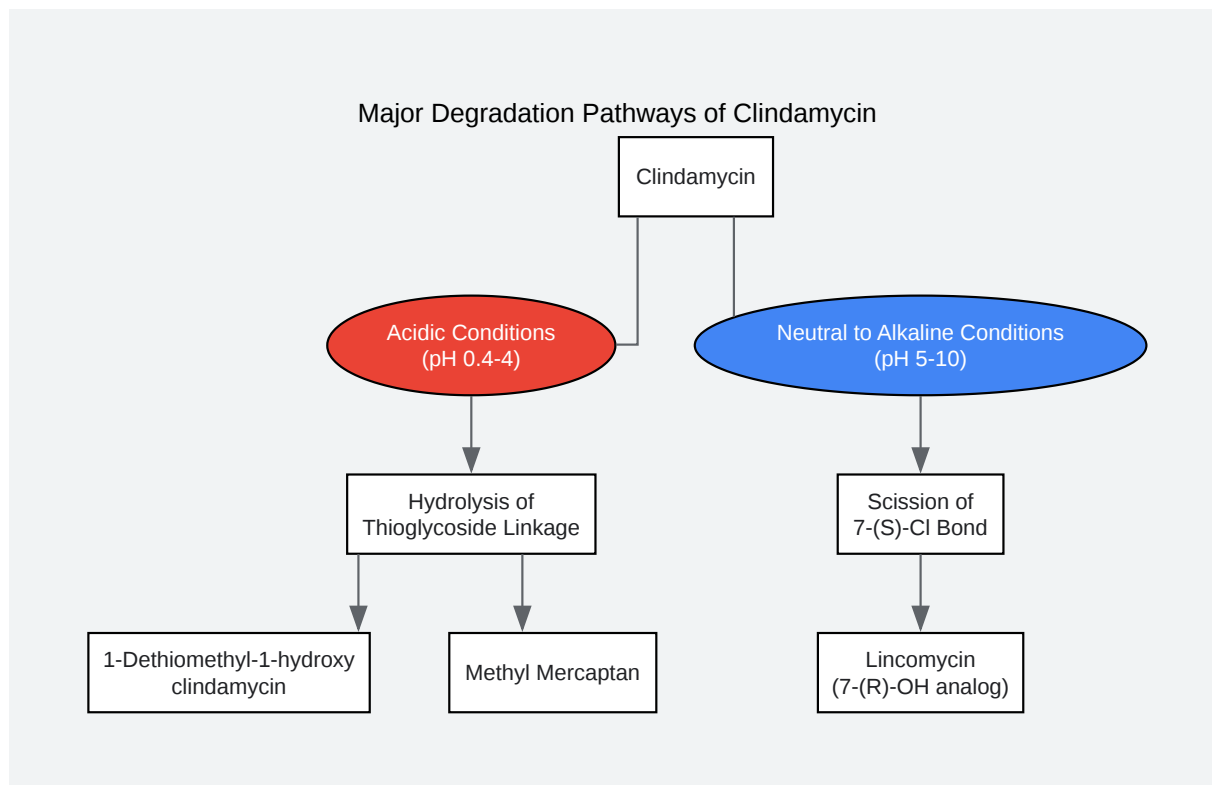 Major Degradation Pathways of Clindamycin
Clindamycin
Acidic Conditions
(pH 0.4-4)
Neutral to Alkaline Conditions
(pH 5-10)
Hydrolysis of
Thioglycoside Linkage
Scission of
7-(S)-Cl Bond
1-Dethiomethyl-1-hydroxy
clindamycin
Methyl Mercaptan
Lincomycin
(7-(R)-OH analog)